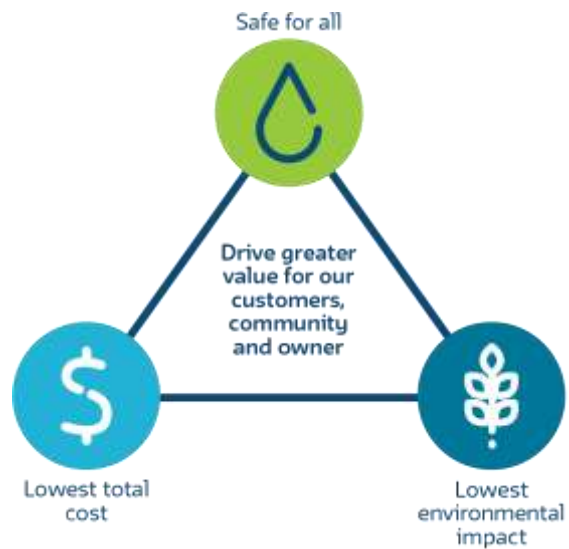 Safe for all
Drive greater
value for our
customers,
community
and owner
$
Lowest total
cost
Lowest
environmental
impact